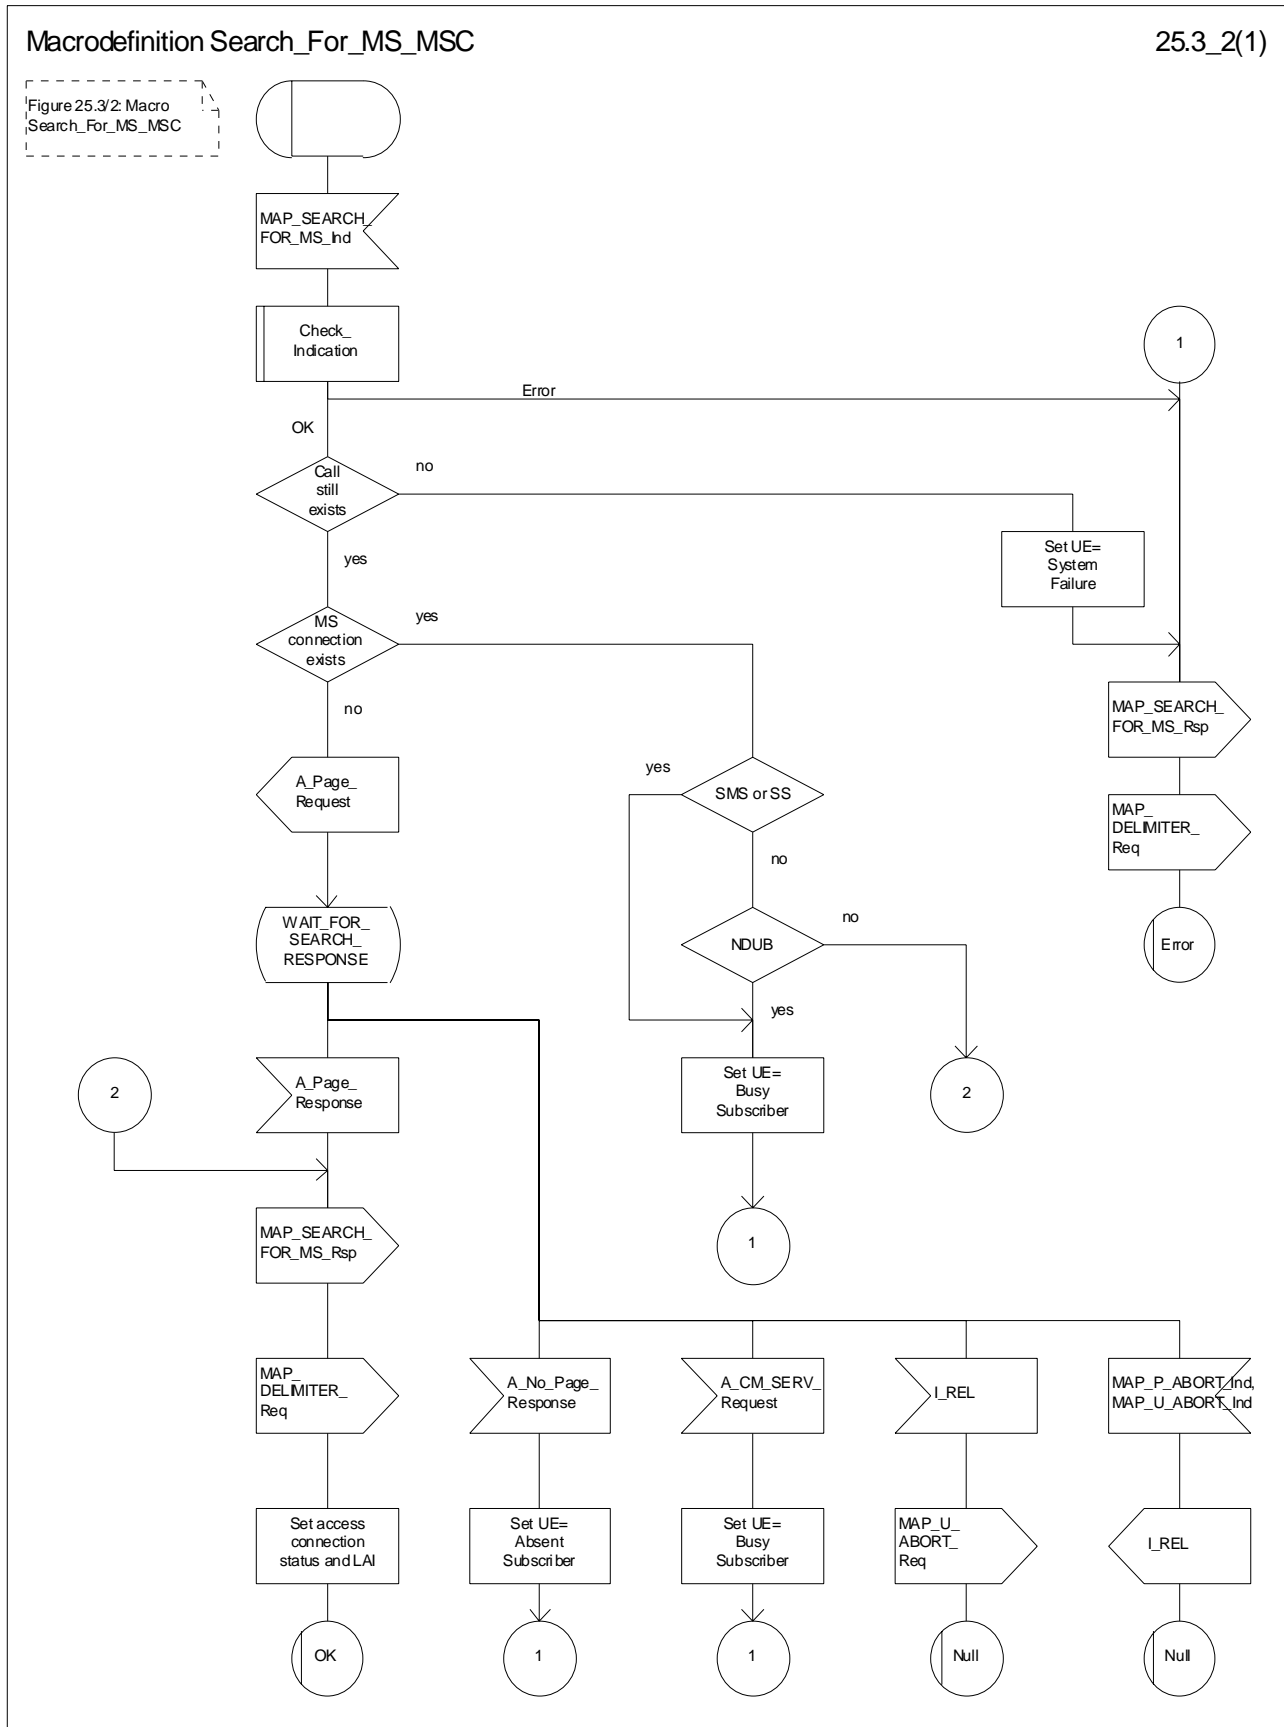 Macrodefinition Search_For_MS_MSC
25.3_2(1)
Figure 25.3/2: Macro
Search_For_MS_MSC
MAP_SEARCH_
FOR_MS_Ind
Check_
Indication
1
Error
OK
Call
still
exists
no
Set UE=
System
Failure
yes
MS
connection
exists
yes
no
MAP_SEARCH_
FOR_MS_Rsp
A_Page_
Request
yes
SMS or SS
MAP_
DELIMITER_
Req
no
WAIT_FOR_
SEARCH_
RESPONSE
NDUB
no
Error
yes
2
A_Page_
Response
Set UE=
Busy
Subscriber
2
MAP_SEARCH_
FOR_MS_Rsp
1
MAP_
DELIMITER_
Req
A_No_Page_
Response
A_CM_SERV_
Request
I_REL
MAP_P_ABORT_Ind,
MAP_U_ABORT_Ind
Set access
connection
status and LAI
Set UE=
Absent
Subscriber
Set UE=
Busy
Subscriber
MAP_U_
ABORT_
Req
I_REL
OK
1
1
Null
Null